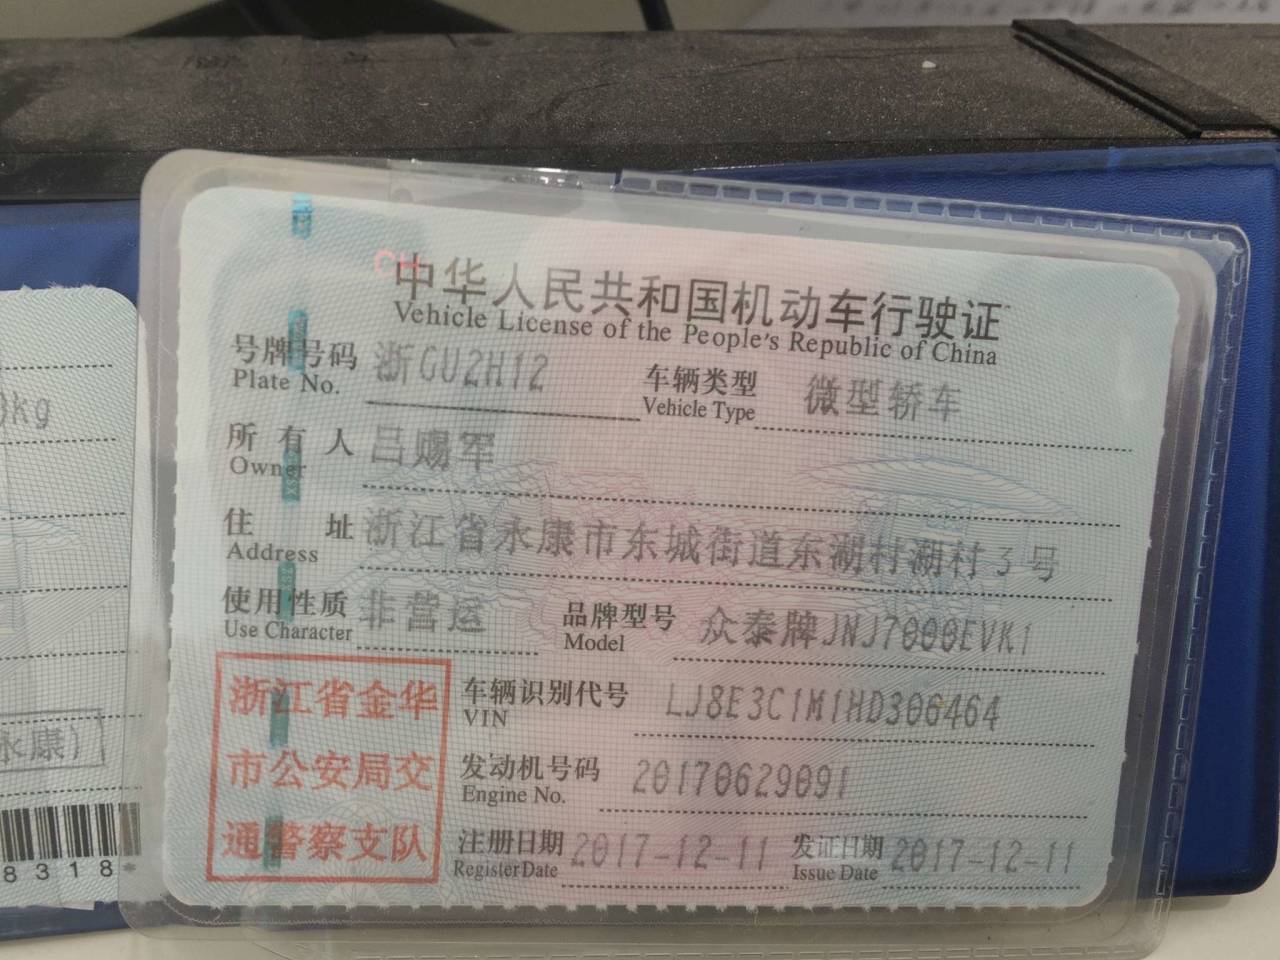 中华人民共和国机动车行驶证
Vehicle License of the People's Republic of China
号牌号码 浙GU2H12 车辆类型 微型轿车
Plate No. Vehicle Type
所有人 吕赐军
Owner
住址 浙江省永康市东城街道东湖村湖村3号
Address
使用性质 非营运 品牌型号 众泰牌JNJ7000EVK1
Use Character Model
浙江省金华
市公安局交
通警察支队
车辆识别代号 LJ8E3C1M1HD306464
VIN
发动机号码 20170629091
Engine No.
注册日期 2017-12-11 发证日期 2017-12-11
Register Date Issue Date
kg
永康)
8318*